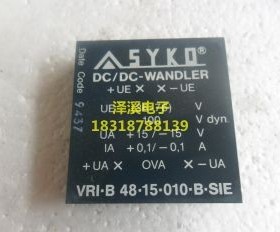 SYKO®
DC/DC-WANDLER
+UE × × -UE
UE V
泽溪电子
100 V dyn.
18318788139
UA +15/-15 V
IA +0,1/-0,1 A
+UA × OVA × -UA
VRI·B 48·15·010·B·SIE
Date Code 9437